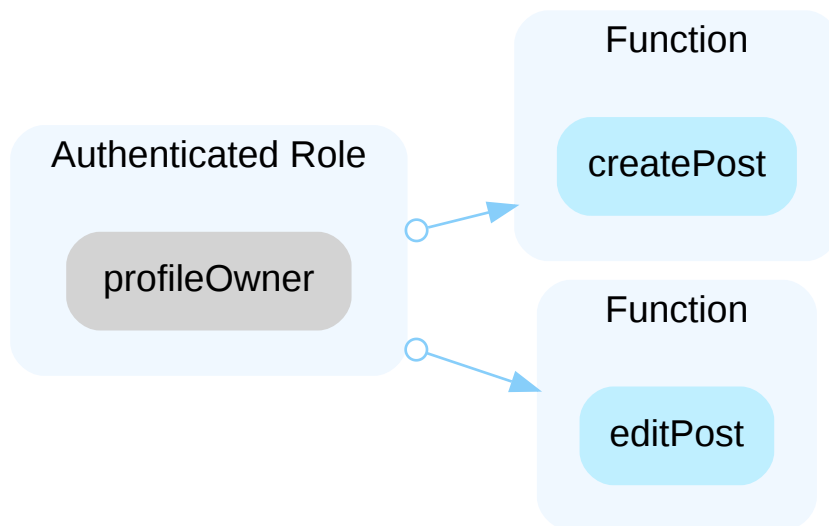 Authenticated Role
profileOwner
Function
createPost
Function
editPost